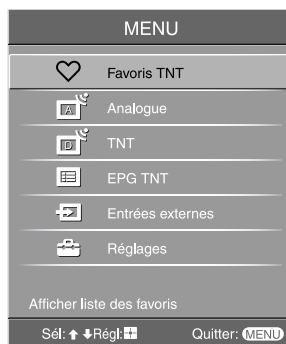 MENU
Favoris TNT
A Analogue
D TNT
EPG TNT
Entrées externes
Réglages
Afficher liste des favoris
Sél: Régl: Quitter: MENU